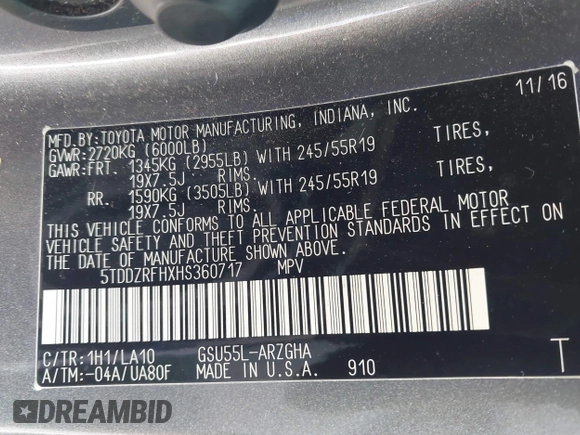 11/16
MFD.BY:TOYOTA MOTOR MANUFACTURING, INDIANA, INC.
GVWR:2720KG (6000LB)
GAWR:FRT. 1345KG (2955LB) WITH 245/55R19 TIRES,
19X7.5J RIMS.
RR. 1590KG (3505LB) WITH 245/55R19 TIRES,
19X7.5J RIMS.
THIS VEHICLE CONFORMS TO ALL APPLICABLE FEDERAL MOTOR
VEHICLE SAFETY AND THEFT PREVENTION STANDARDS IN EFFECT ON
THE DATE OF MANUFACTURE SHOWN ABOVE.
5TDDZRFHXHS360717 MPV
C/TR:1H1/LA10 GSU55L-ARZGHA
A/TM:-04A/UA80F MADE IN U.S.A. 910 T
DREAMBID